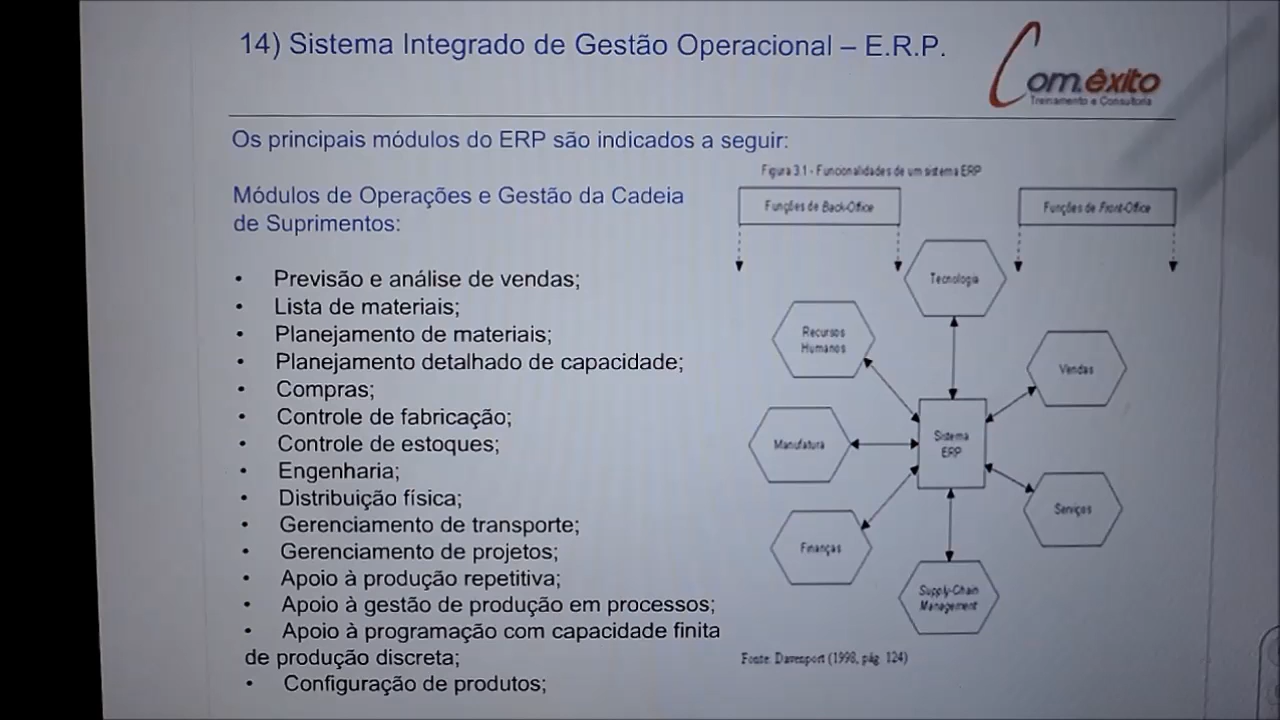 14) Sistema Integrado de Gestão Operacional – E.R.P.
Com.êxito
Treinamento e Consultoria
Os principais módulos do ERP são indicados a seguir:
Módulos de Operações e Gestão da Cadeia
de Suprimentos:
• Previsão e análise de vendas;
• Lista de materiais;
• Planejamento de materiais;
• Planejamento detalhado de capacidade;
• Compras;
• Controle de fabricação;
• Controle de estoques;
• Engenharia;
• Distribuição física;
• Gerenciamento de transporte;
• Gerenciamento de projetos;
• Apoio à produção repetitiva;
• Apoio à gestão de produção em processos;
• Apoio à programação com capacidade finita
de produção discreta;
• Configuração de produtos;
Figura 3.1 - Funcionalidades de um sistema ERP
Funções de Back-Office
Funções de Front-Office
Tecnologia
Recursos
Humanos
Vendas
Manufatura
Sistema
ERP
Serviços
Finanças
Supply-Chain
Management
Fonte: Davenport (1998, pág. 124)